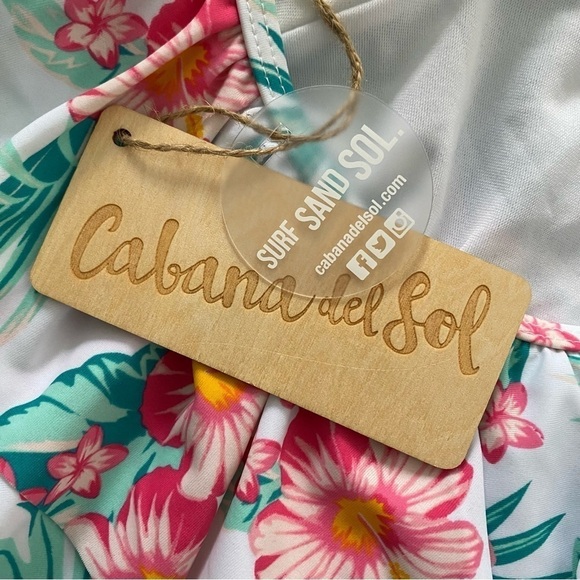 SURF SAND SOL.
cabanadelsol.com
Cabana del Sol